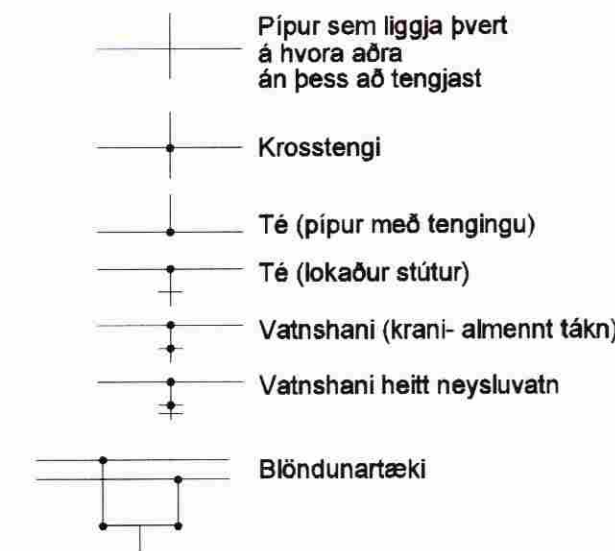 Pípur sem liggja þvert
á hvora aðra
án þess að tengjast
Krosstengi
Té (pípur með tengingu)
Té (lokaður stútur)
Vatnshani (krani- almennt tákn)
Vatnshani heitt neysluvatn
Blöndunartæki